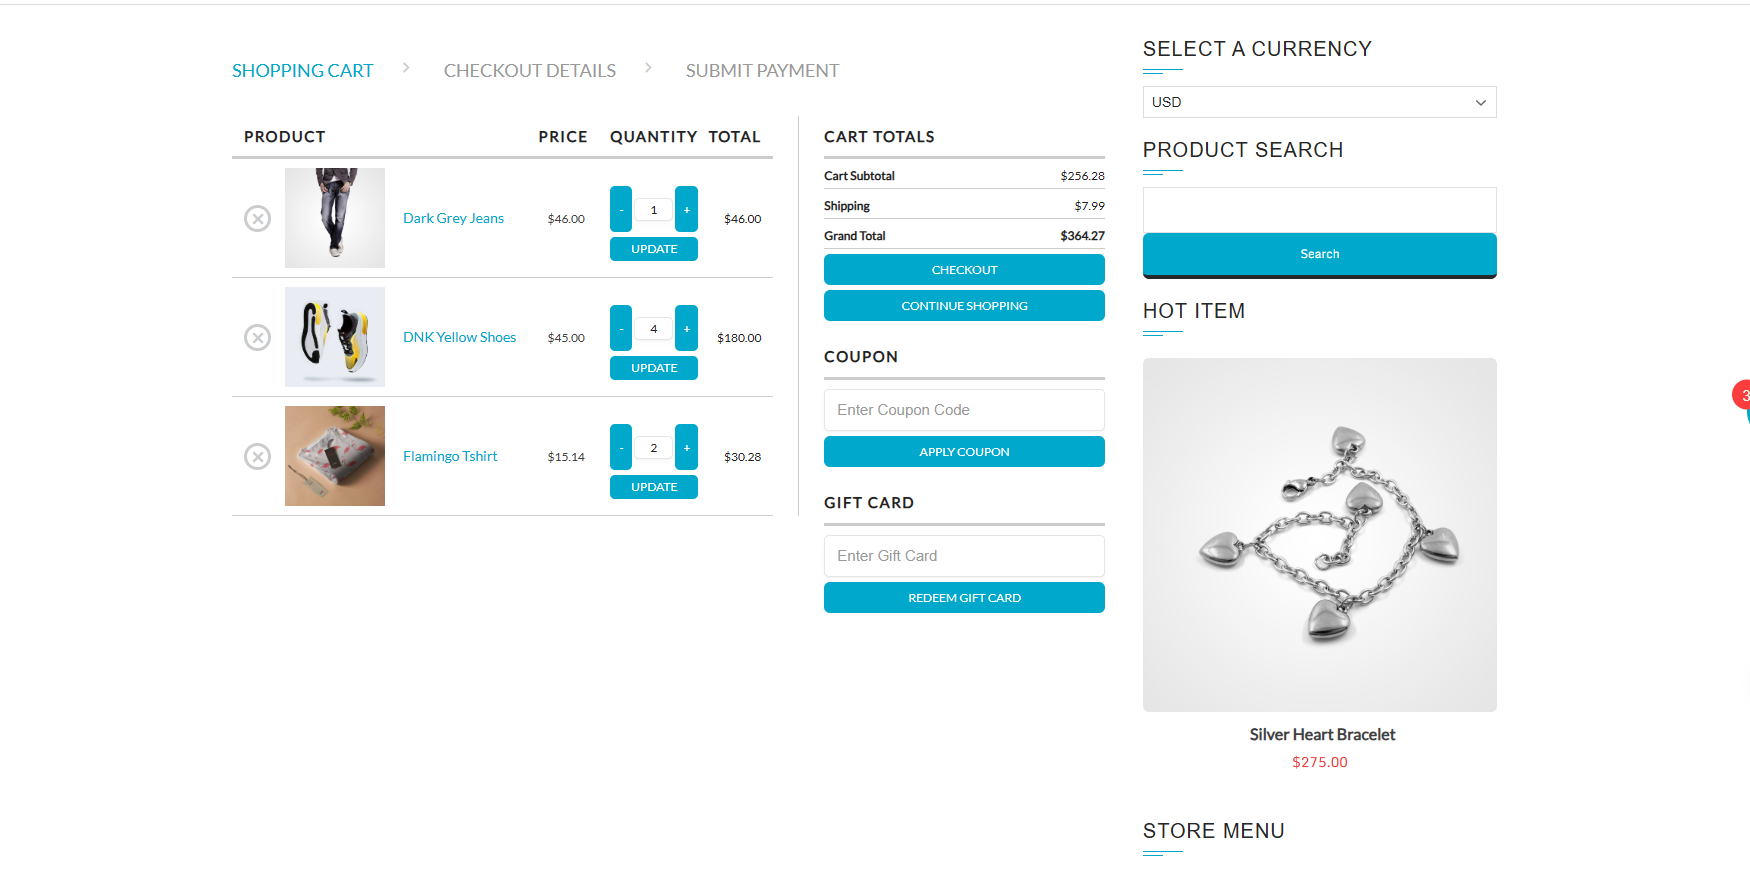 SHOPPING CART > CHECKOUT DETAILS > SUBMIT PAYMENT
PRODUCT PRICE QUANTITY TOTAL
Dark Grey Jeans $46.00 - 1 + $46.00
UPDATE
DNK Yellow Shoes $45.00 - 4 + $180.00
UPDATE
Flamingo Tshirt $15.14 - 2 + $30.28
UPDATE
CART TOTALS
Cart Subtotal $256.28
Shipping $7.99
Grand Total $364.27
CHECKOUT
CONTINUE SHOPPING
COUPON
Enter Coupon Code
APPLY COUPON
GIFT CARD
Enter Gift Card
REDEEM GIFT CARD
SELECT A CURRENCY
USD
PRODUCT SEARCH
Search
HOT ITEM
Silver Heart Bracelet
$275.00
STORE MENU
3